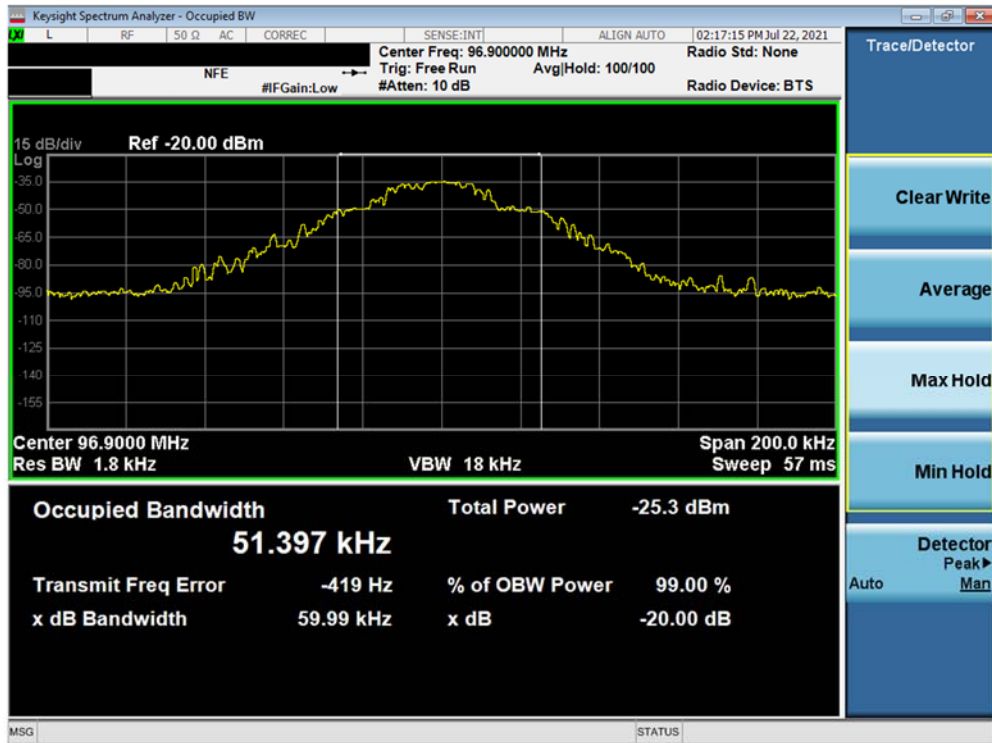 Keysight Spectrum Analyzer - Occupied BW
LXI L RF 50 Ω AC CORREC SENSE:INT ALIGN AUTO 02:17:15 PM Jul 22, 2021
Center Freq: 96.900000 MHz Radio Std: None
NFE Trig: Free Run Avg|Hold: 100/100
#IFGain:Low #Atten: 10 dB Radio Device: BTS
15 dB/div Ref -20.00 dBm
Log
-35.0
-50.0
-65.0
-80.0
-95.0
-110
-125
-140
-155
Center 96.9000 MHz Span 200.0 kHz
Res BW 1.8 kHz VBW 18 kHz Sweep 57 ms
Occupied Bandwidth Total Power -25.3 dBm
51.397 kHz
Transmit Freq Error -419 Hz % of OBW Power 99.00 %
x dB Bandwidth 59.99 kHz x dB -20.00 dB
MSG STATUS
Trace/Detector
Clear Write
Average
Max Hold
Min Hold
Detector
Peak▶
Auto Man